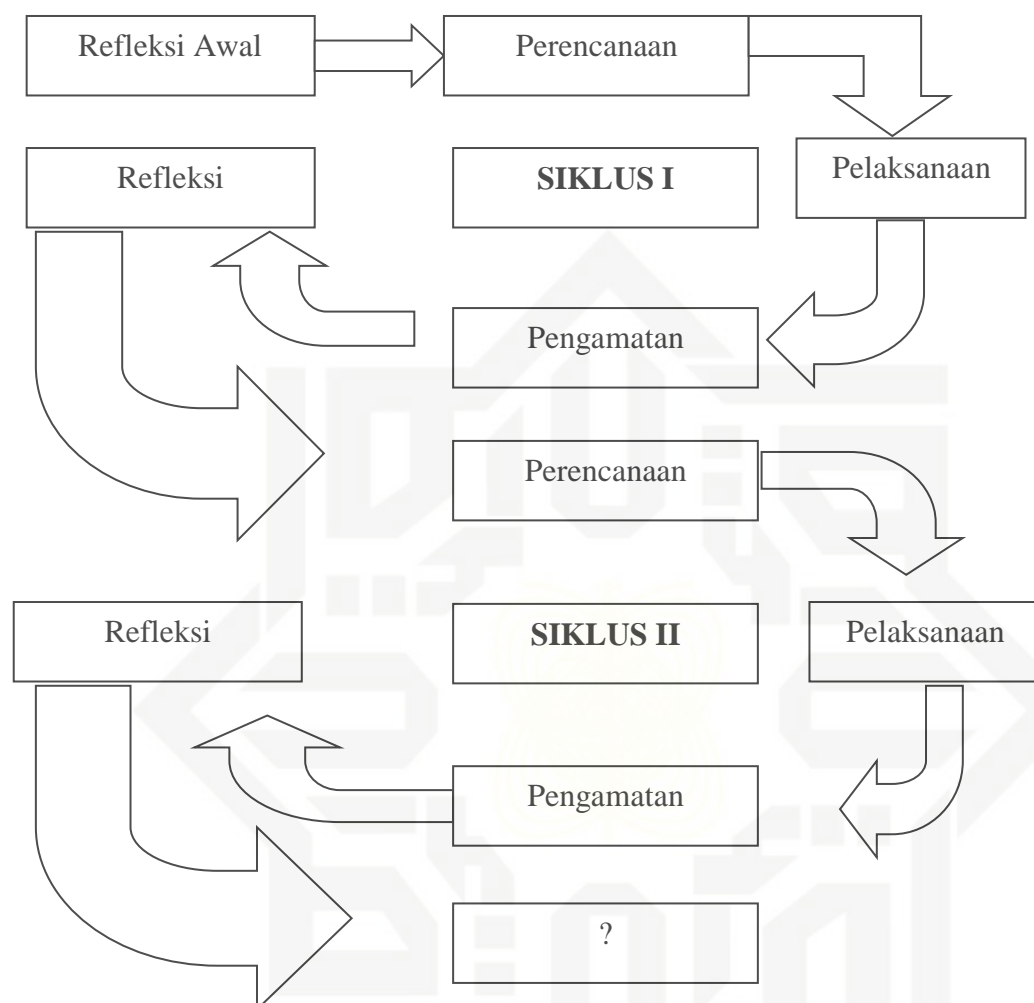 Refleksi Awal
Perencanaan
Refleksi
SIKLUS I
Pelaksanaan
Pengamatan
Perencanaan
Refleksi
SIKLUS II
Pelaksanaan
Pengamatan
?